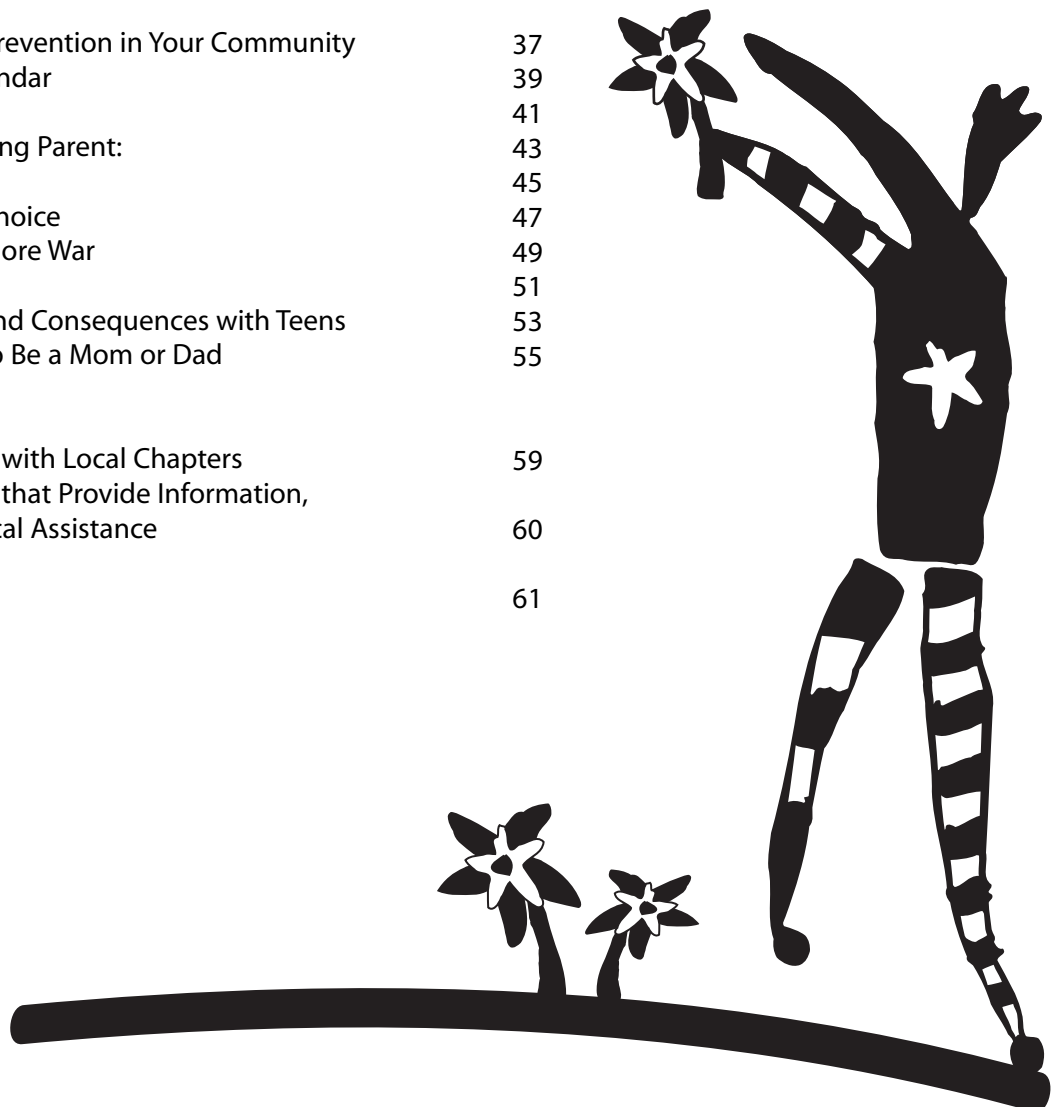 revention in Your Community 37
ndar 39
41
ng Parent: 43
45
hoice 47
ore War 49
51
nd Consequences with Teens 53
o Be a Mom or Dad 55
with Local Chapters 59
that Provide Information,
cal Assistance 60
61